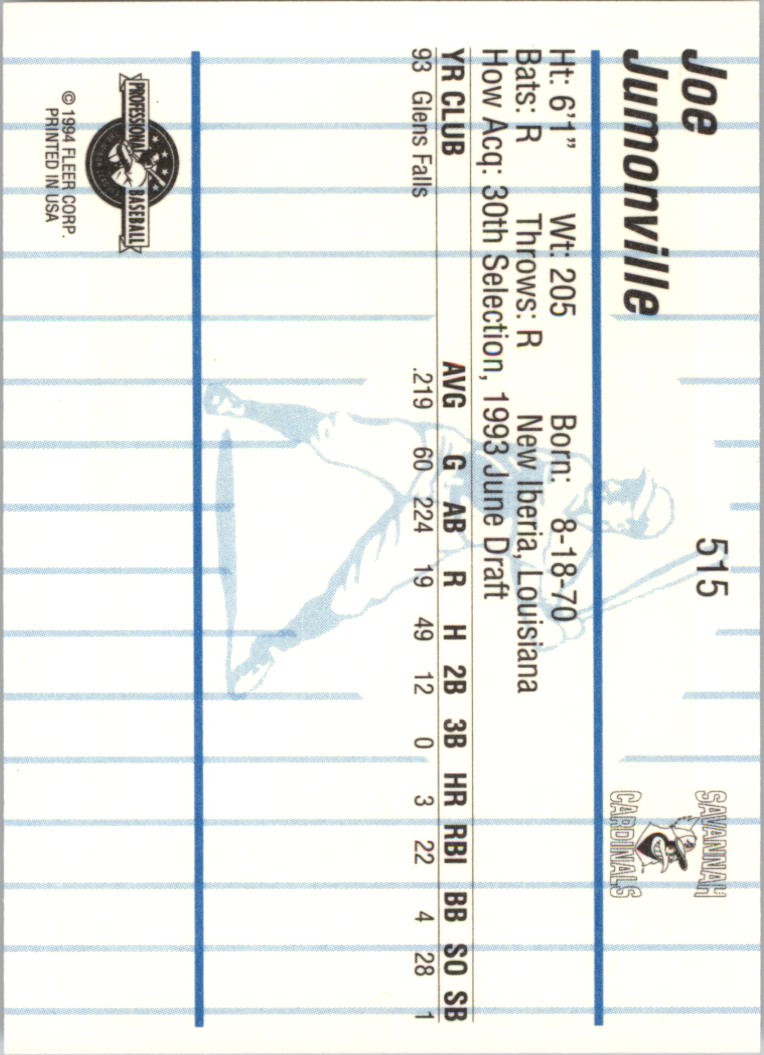 Joe
Jumonville
515
SAVANNAH
CARDINALS
Ht: 6'1" Wt: 205 Born: 8-18-70
Bats: R Throws: R New Iberia, Louisiana
How Acq: 30th Selection, 1993 June Draft
YR CLUB AVG G AB R H 2B 3B HR RBI BB SO SB
93 Glens Falls .219 60 224 19 49 12 0 3 22 4 28 1
PROFESSIONAL BASEBALL
© 1994 FLEER CORP.
PRINTED IN USA